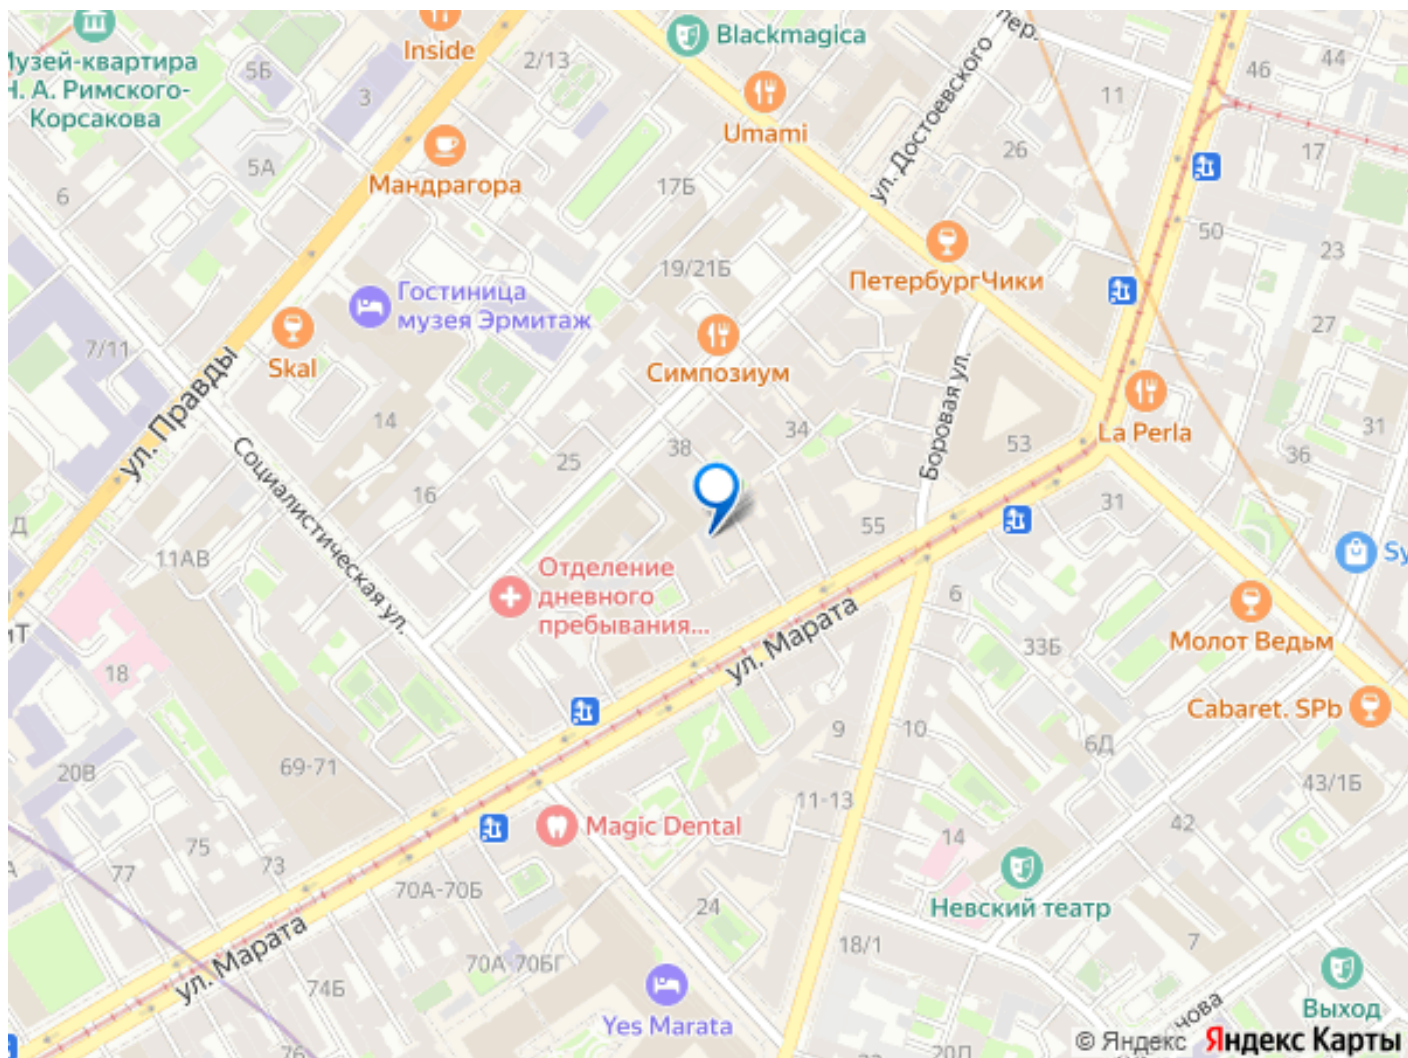 Inside
2/13
Blackmagica
пер.
44
46
Музей-квартира
Н. А. Римского-
Корсакова
5Б
3
Umami
ул. Достоевского
11
26
17
5А
Мандрагора
6
17Б
50
23
ПетербургЧики
19/21Б
Гостиница
музея Эрмитаж
27
7/11
Skal
Симпозиум
Боровая ул.
La Perla
ул. Правды
14
34
53
31
38
36
Социалистическая ул.
25
16
55
31
Д
11АВ
Отделение
дневного
пребывания...
Sy
6
Молот Ведьм
ул. Марата
33Б
иТ
18
Cabaret. SPb
9
10
6Д
20В
69-71
43/1Б
11-13
Magic Dental
42
14
75
73
77
А
70А-70Б
24
Невский театр
18/1
7
ул. Марата
70А-70БГ
74Б
Yes Marata
Выход
чова
76
20Л
© Яндекс Яндекс Карты